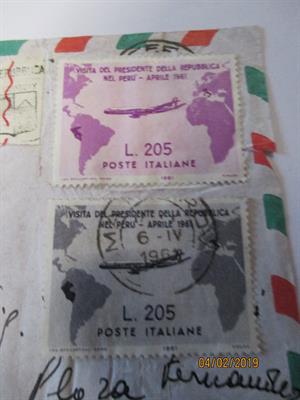 VISITA DEL PRESIDENTE DELLA REPUBBLICA
NEL PERU' - APRILE 1961
L. 205
POSTE ITALIANE
1961
VISITA DEL PRESIDENTE DELLA REPUBBLICA
NEL PERU' - APRILE 1961
6-IV
L. 205
POSTE ITALIANE
1961
04/02/2019
Plaza Fernandez